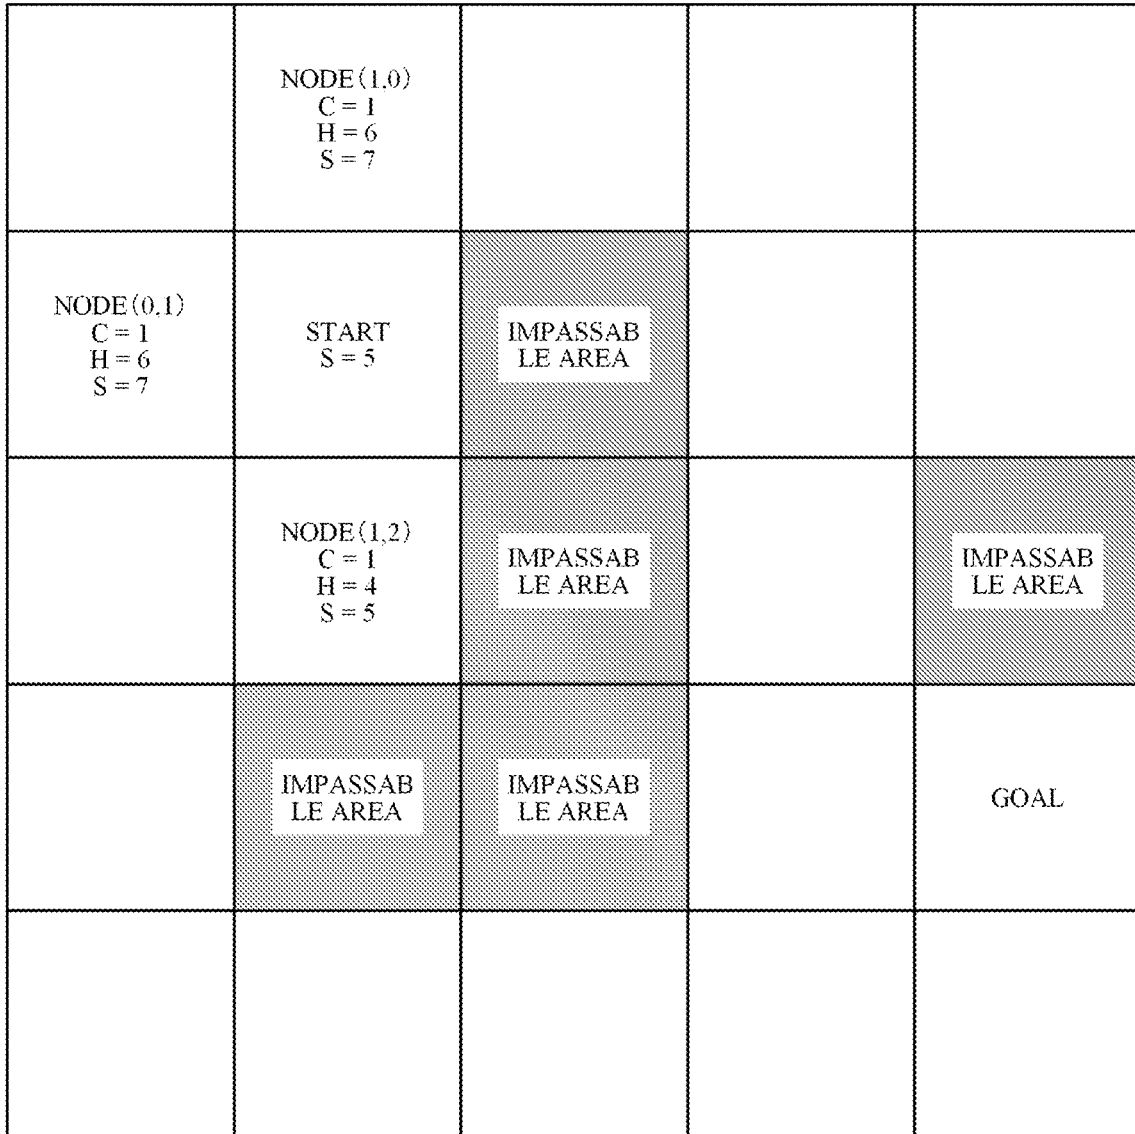 NODE(1,0)
C = 1
H = 6
S = 7
NODE(0,1)
C = 1
H = 6
S = 7
START
S = 5
IMPASSAB
LE AREA
NODE(1,2)
C = 1
H = 4
S = 5
IMPASSAB
LE AREA
IMPASSAB
LE AREA
IMPASSAB
LE AREA
IMPASSAB
LE AREA
GOAL